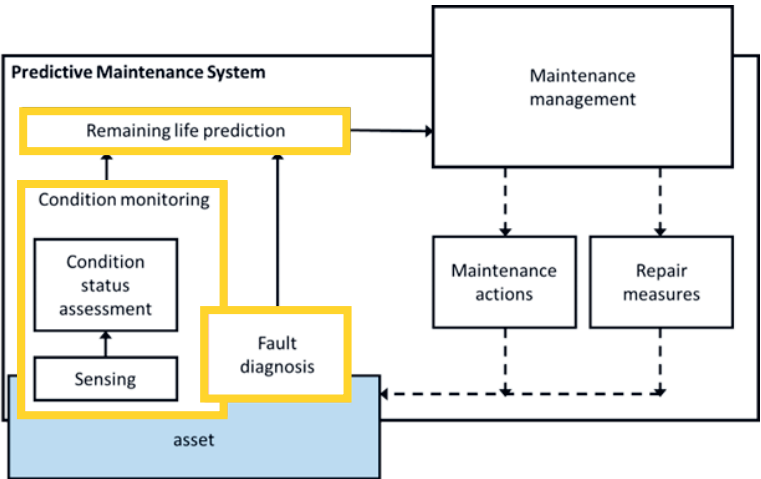 Predictive Maintenance System
Maintenance
management
Remaining life prediction
Condition monitoring
Condition
status
assessment
Sensing
Fault
diagnosis
Maintenance
actions
Repair
measures
asset